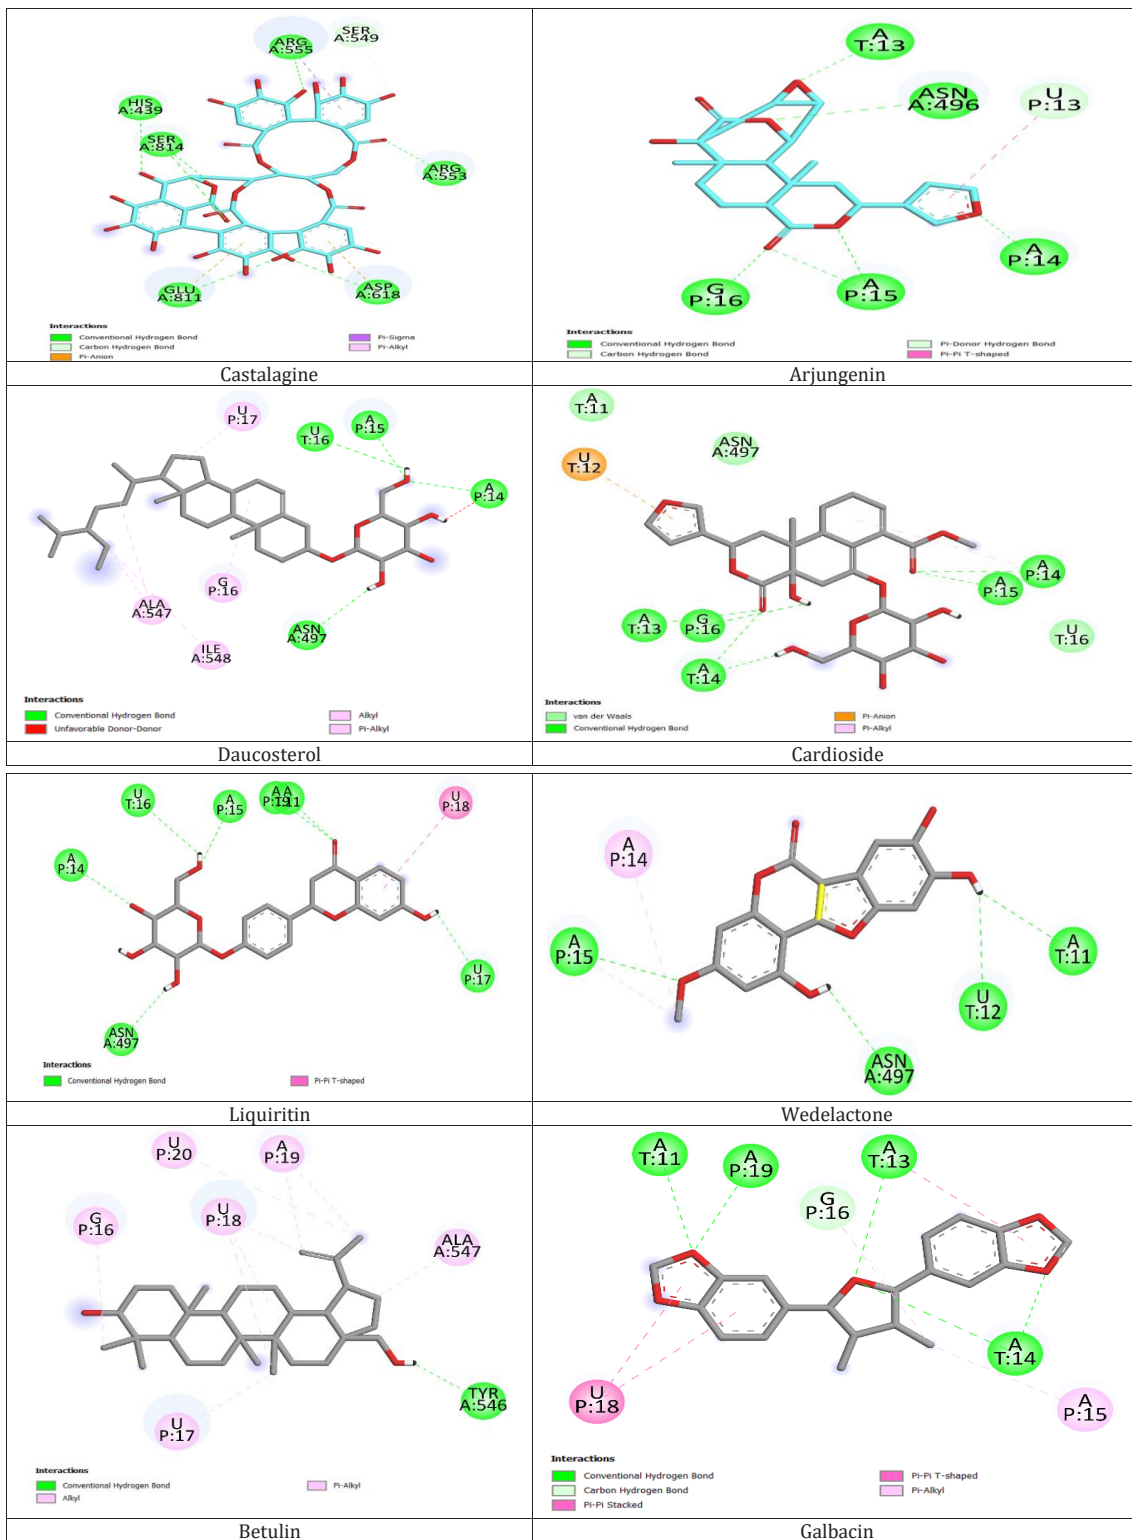 ARG
A:555
SER
A:549
HIS
A:439
SER
A:814
ARG
A:553
GLU
A:811
ASP
A:618
Interactions
Conventional Hydrogen Bond
Carbon Hydrogen Bond
Pi-Anion
Pi-Sigma
Pi-Alkyl
Castalagine
A
T:13
ASN
A:496
U
P:13
A
P:14
G
P:16
A
P:15
Interactions
Conventional Hydrogen Bond
Carbon Hydrogen Bond
Pi-Donor Hydrogen Bond
Pi-Pi T-shaped
Arjungenin
U
P:17
U
T:16
A
P:15
A
P:14
G
P:16
ALA
A:547
ASN
A:497
ILE
A:548
Interactions
Conventional Hydrogen Bond
Unfavorable Donor-Donor
Alkyl
Pi-Alkyl
Daucosterol
A
T:11
ASN
A:497
U
T:12
A
P:14
A
P:15
A
T:13
G
P:16
U
T:16
A
T:14
Interactions
van der Waals
Conventional Hydrogen Bond
Pi-Anion
Pi-Alkyl
Cardioside
U
T:16
A
P:15
A
P:19
A
T:11
U
P:18
A
P:14
U
P:17
ASN
A:497
Interactions
Conventional Hydrogen Bond
Pi-Pi T-shaped
Liquiritin
A
P:14
A
P:15
A
T:11
U
T:12
ASN
A:497
Wedelactone
U
P:20
A
P:19
G
P:16
U
P:18
ALA
A:547
TYR
A:546
U
P:17
Interactions
Conventional Hydrogen Bond
Alkyl
Pi-Alkyl
Betulin
A
T:11
A
P:19
A
T:13
G
P:16
A
T:14
U
P:18
A
P:15
Interactions
Conventional Hydrogen Bond
Carbon Hydrogen Bond
Pi-Pi Stacked
Pi-Pi T-shaped
Pi-Alkyl
Galbacin